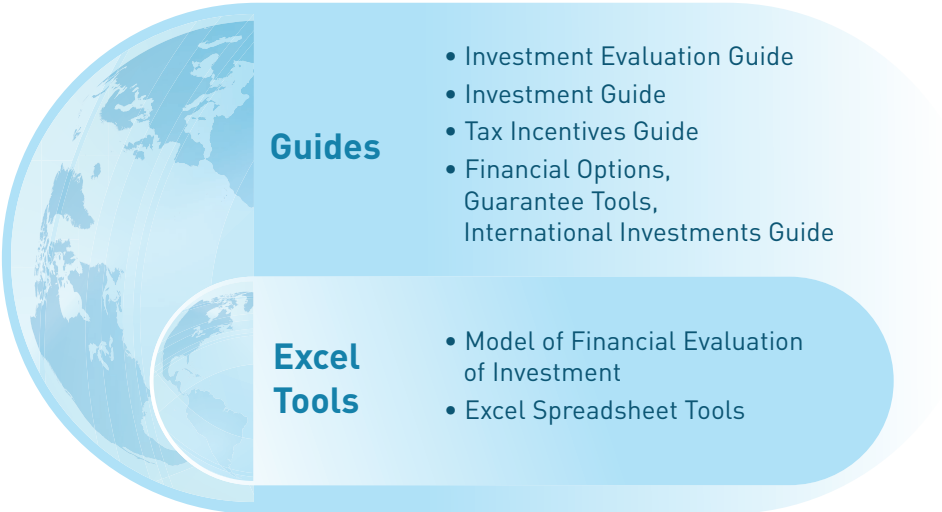 Guides
• Investment Evaluation Guide
• Investment Guide
• Tax Incentives Guide
• Financial Options,
Guarantee Tools,
International Investments Guide
Excel
Tools
• Model of Financial Evaluation
of Investment
• Excel Spreadsheet Tools